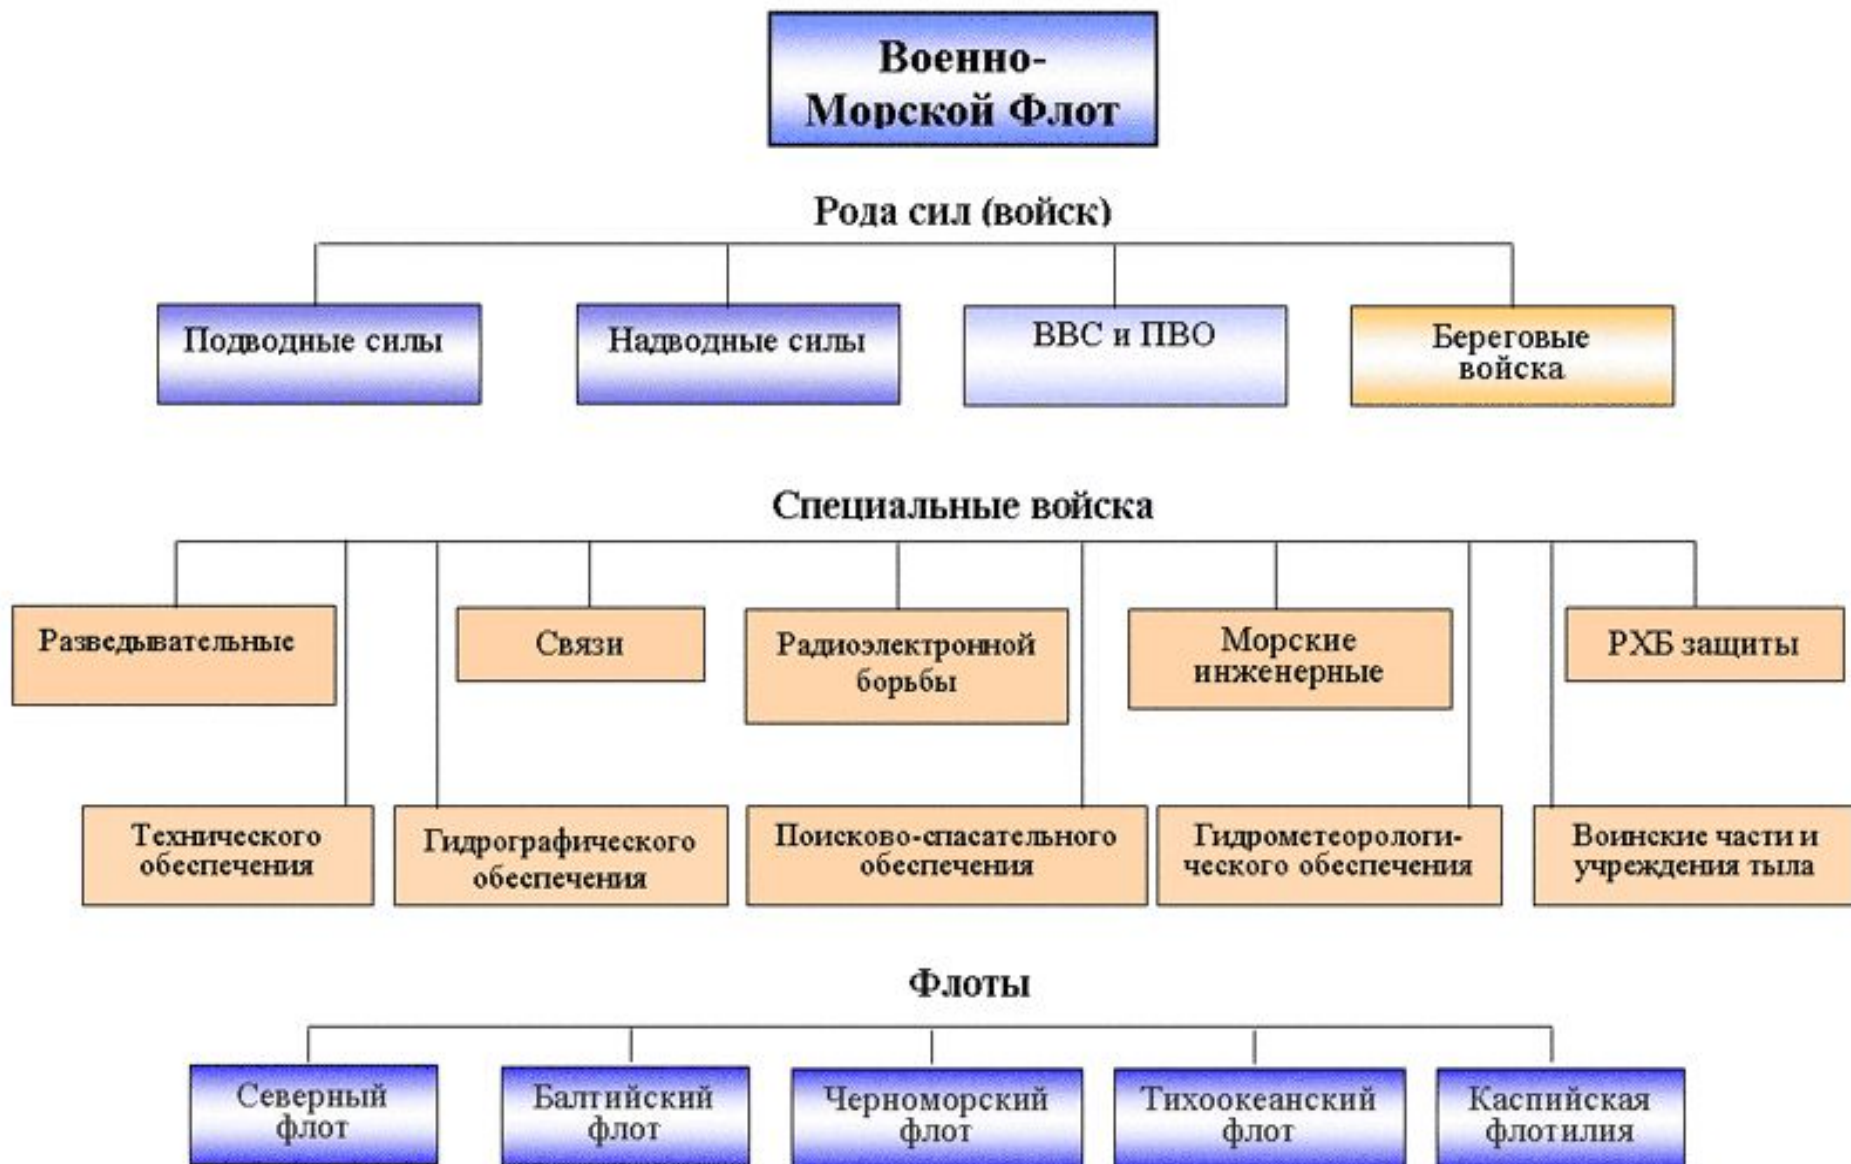 Военно-
Морской Флот
Рода сил (войск)
Подводные силы
Надводные силы
ВВС и ПВО
Береговые
войска
Специальные войска
Разведывательные
Связи
Радиоэлектронной
борьбы
Морские
инженерные
РХБ защиты
Технического
обеспечения
Гидрографического
обеспечения
Поисково-спасательного
обеспечения
Гидрометеорологи-
ческого обеспечения
Воинские части и
учреждения тыла
Флоты
Северный
флот
Балтийский
флот
Черноморский
флот
Тихоокеанский
флот
Каспийская
флотилия